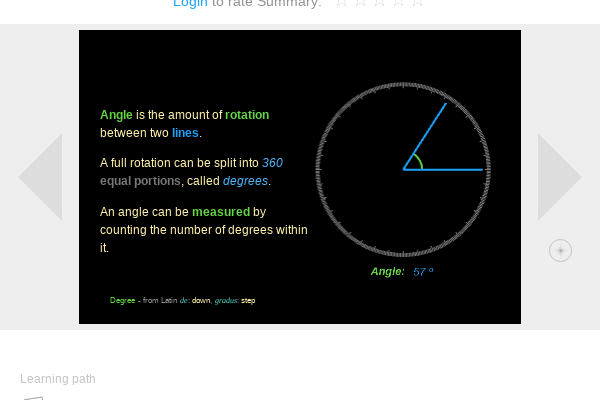 Login to rate Summary:
Angle is the amount of rotation
between two lines.
A full rotation can be split into 360
equal portions, called degrees.
An angle can be measured by
counting the number of degrees within
it.
Angle: 57 º
Degree - from Latin de: down, gradus: step
Learning path